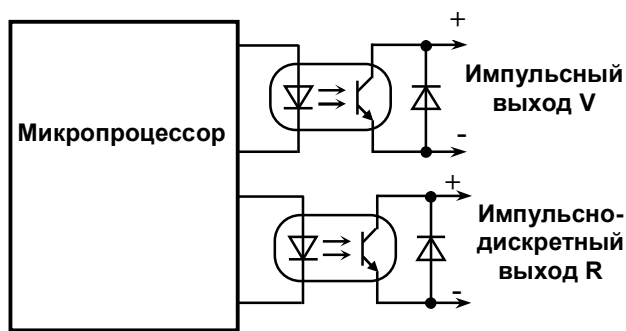 +
Импульсный
выход V
-
Микропроцессор
+
Импульсно-
дискретный
выход R
-